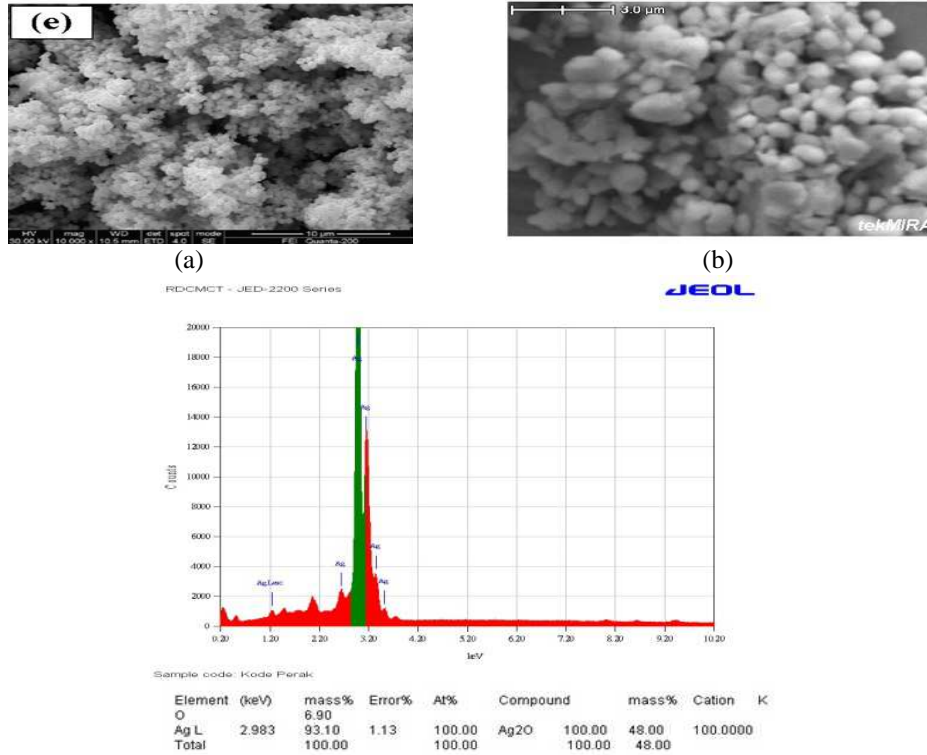 (e)
3.0 µm
HV mag WD det spot mode 10 µm
30.00 kV 10 000 x 10.5 mm ETD 4.0 SE FEI Quanta-200
tekMIRA
(a) (b)
RDCMCT - JED-2200 Series JEOL
20000
18000
16000
14000
12000
10000
8000
6000
4000
2000
0
Counts
Ag
Ag
Ag
Ag
Ag
0.20 1.20 2.20 3.20 4.20 5.20 6.20 7.20 8.20 9.20 10.20
keV
Sample code: Kode Perak
Element (keV) mass% Error% At% Compound mass% Cation K
O 6.90
Ag L 2.983 93.10 1.13 100.00 Ag2O 100.00 48.00 100.0000
Total 100.00 100.00 100.00 48.00